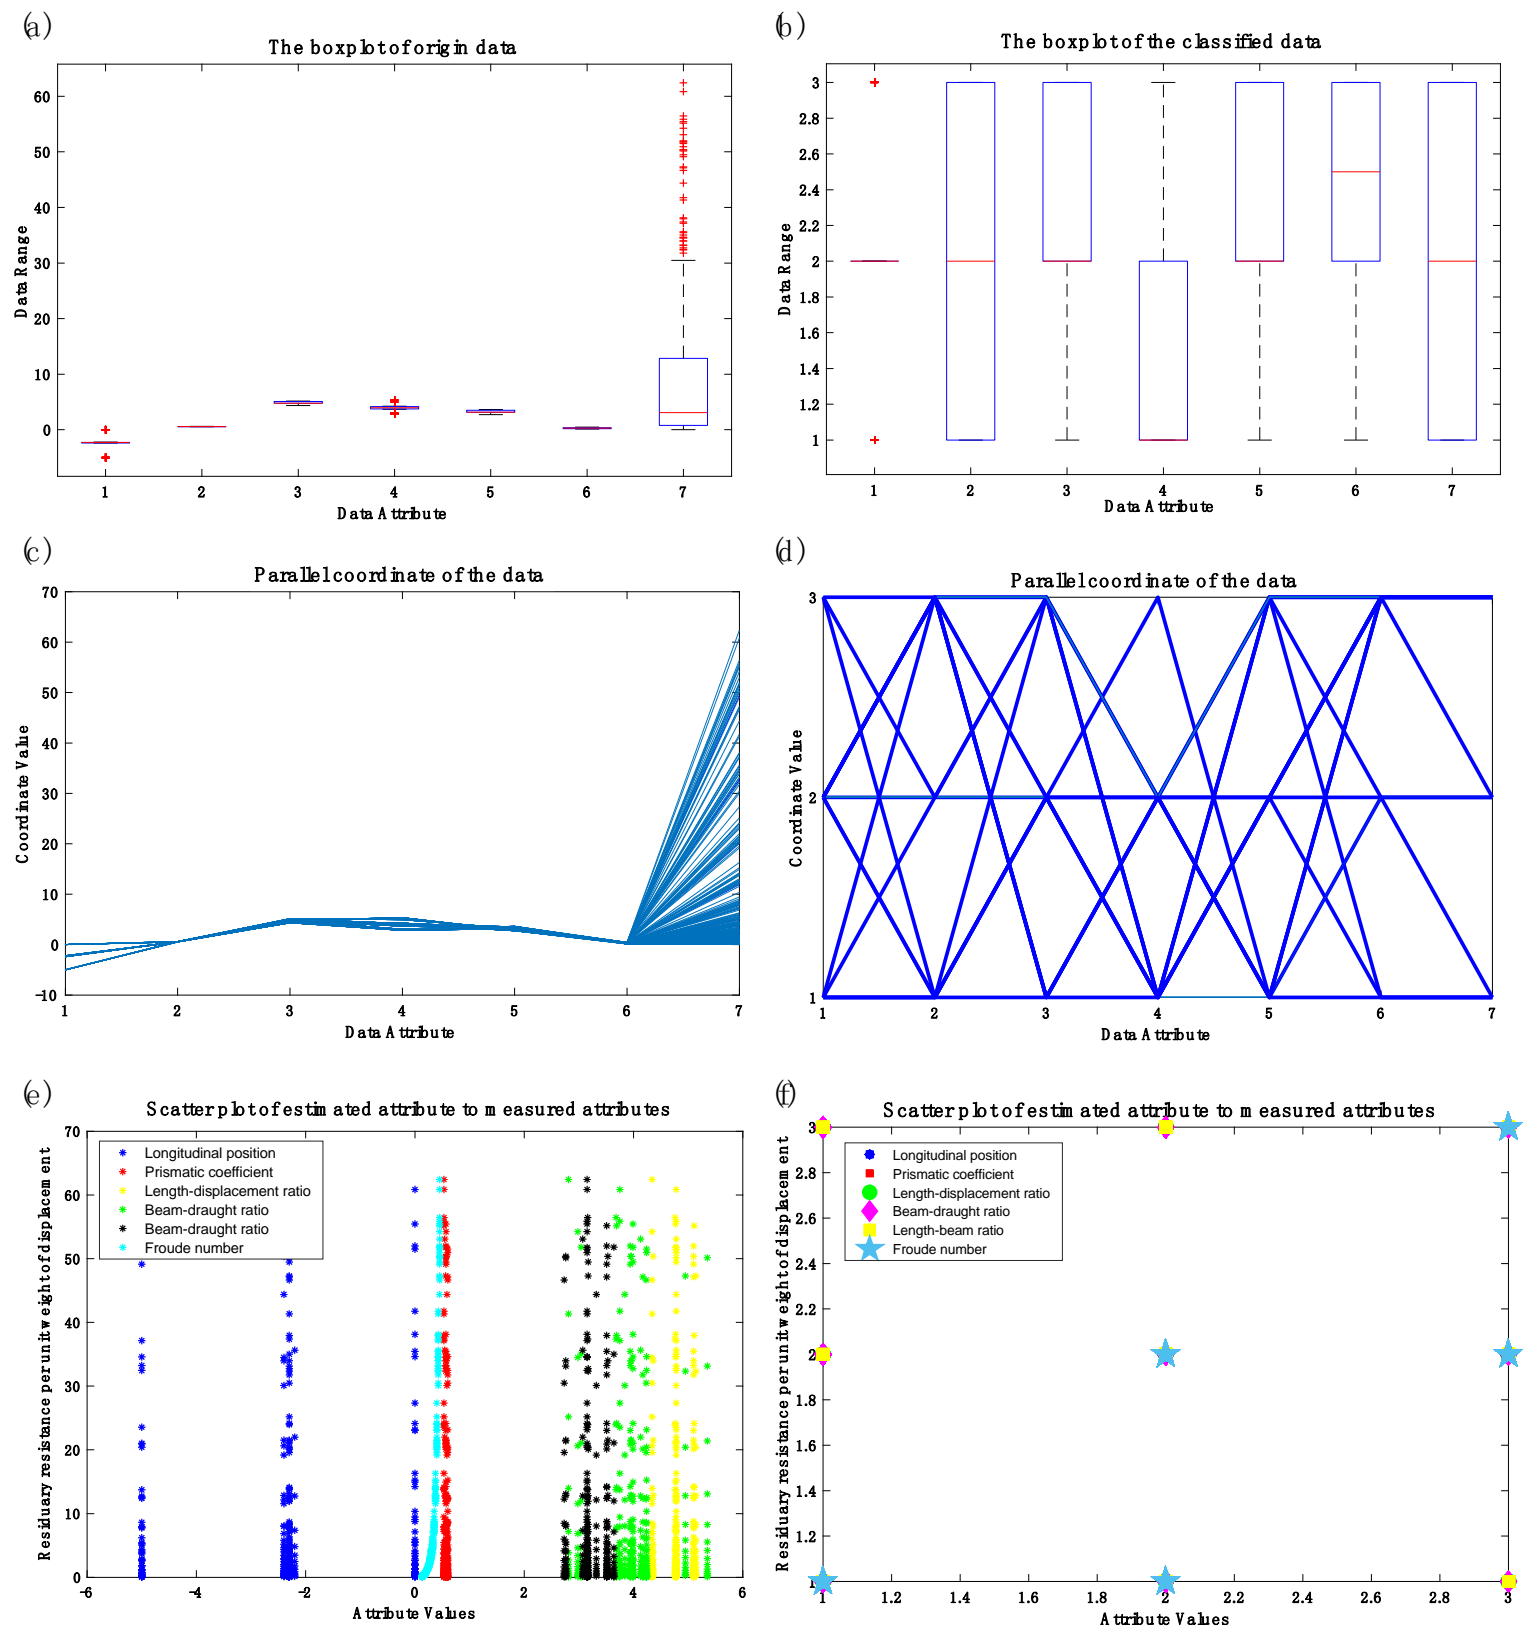 (a)
The boxplot of origin data
60
50
40
30
20
10
0
Data Range
1 2 3 4 5 6 7
Data Attribute
(b)
The boxplot of the classified data
3
2.8
2.6
2.4
2.2
2
1.8
1.6
1.4
1.2
1
Data Range
1 2 3 4 5 6 7
Data Attribute
(c)
Parallel coordinate of the data
70
60
50
40
30
20
10
0
-10
Coordinate Value
1 2 3 4 5 6 7
Data Attribute
(d)
Parallel coordinate of the data
3
2
1
Coordinate Value
1 2 3 4 5 6 7
Data Attribute
(e)
Scatter plot of estimated attribute to measured attributes
70
60
50
40
30
20
10
0
Residuary resistance per unit weight of displacement
Longitudinal position
Prismatic coefficient
Length-displacement ratio
Beam-draught ratio
Beam-draught ratio
Froude number
-6 -4 -2 0 2 4 6
Attribute Values
(f)
Scatter plot of estimated attribute to measured attributes
3
2.8
2.6
2.4
2.2
2
1.8
1.6
1.4
1.2
1
Residuary resistance per unit weight of displacement
Longitudinal position
Prismatic coefficient
Length-displacement ratio
Beam-draught ratio
Length-beam ratio
Froude number
1 1.2 1.4 1.6 1.8 2 2.2 2.4 2.6 2.8 3
Attribute Values